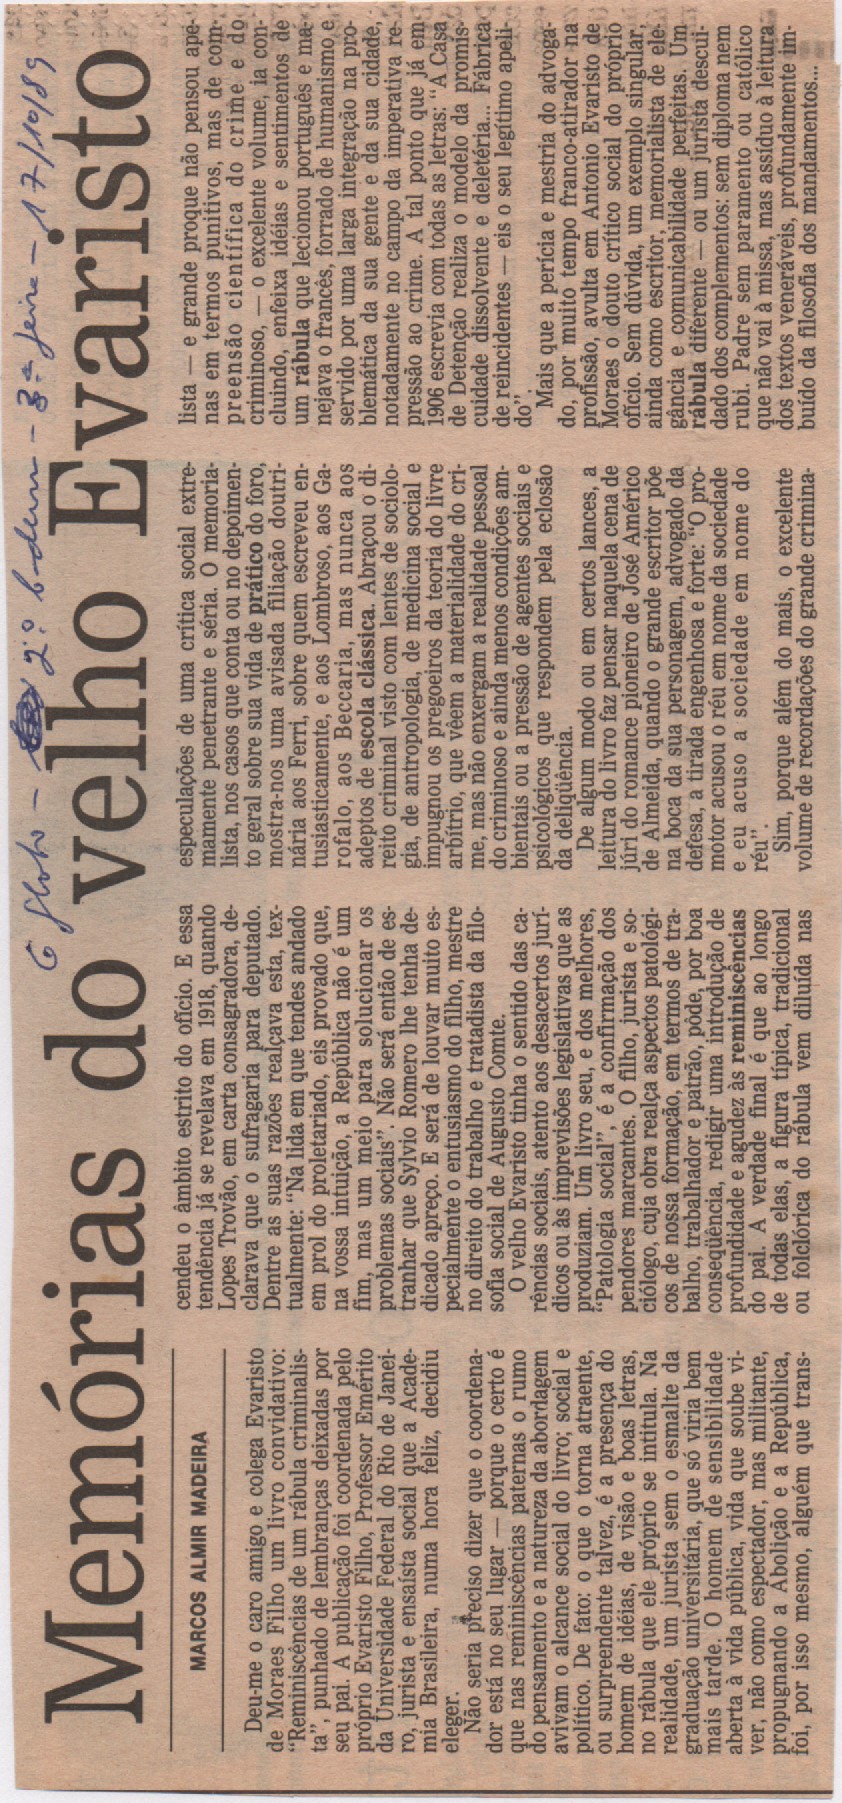 O Globo - 2º cadern - 3ª feira - 17/10/89
Memórias do velho Evaristo
MARCOS ALMIR MADEIRA
Deu-me o caro amigo e colega Evaristo
de Moraes Filho um livro convidativo:
“Reminiscências de um rábula criminalis-
ta”, punhado de lembranças deixadas por
seu pai. A publicação foi coordenada pelo
próprio Evaristo Filho, Professor Emérito
da Universidade Federal do Rio de Janei-
ro, jurista e ensaísta social que a Acade-
mia Brasileira, numa hora feliz, decidiu
eleger.
Não seria preciso dizer que o coordena-
dor está no seu lugar — porque o certo é
que nas reminiscências paternas o rumo
do pensamento e a natureza da abordagem
avivam o alcance social do livro; social e
político. De fato: o que o torna atraente,
ou surpreendente talvez, é a presença do
homem de idéias, de visão e boas letras,
no rábula que ele próprio se intitula. Na
realidade, um jurista sem o esmalte da
graduação universitária, que só viria bem
mais tarde. O homem de sensibilidade
aberta à vida pública, vida que soube vi-
ver, não como espectador, mas militante,
propugnando a Abolição e a República,
foi, por isso mesmo, alguém que trans-
cendeu o âmbito estrito do ofício. E essa
tendência já se revelava em 1918, quando
Lopes Trovão, em carta consagradora, de-
clarava que o sufragaria para deputado.
Dentre as suas razões realçava esta, tex-
tualmente: “Na lida em que tendes andado
em prol do proletariado, eis provado que,
na vossa intuição, a República não é um
fim, mas um meio para solucionar os
problemas sociais”. Não será então de es-
tranhar que Sylvio Romero lhe tenha de-
dicado apreço. E será de louvar muito es-
pecialmente o entusiasmo do filho, mestre
no direito do trabalho e tratadista da filo-
sofia social de Augusto Comte.
O velho Evaristo tinha o sentido das ca-
rências sociais, atento aos desacertos jurí-
dicos ou às imprevisões legislativas que as
produziam. Um livro seu, e dos melhores,
“Patologia social”, é a confirmação dos
pendores marcantes. O filho, jurista e so-
ciólogo, cuja obra realça aspectos patológi-
cos de nossa formação, em termos de tra-
balho, trabalhador e patrão, pôde, por boa
conseqüência, redigir uma introdução de
profundidade e agudez às reminiscências
do pai. A verdade final é que ao longo
de todas elas, a figura típica, tradicional
ou folclórica do rábula vem diluída nas
especulações de uma crítica social extre-
mamente penetrante e séria. O memoria-
lista, nos casos que conta ou no depoimen-
to geral sobre sua vida de prático do foro,
mostra-nos uma avisada filiação doutri-
nária aos Ferri, sobre quem escreveu en-
tusiasticamente, e aos Lombroso, aos Ga-
rofalo, aos Beccaria, mas nunca aos
adeptos de escola clássica. Abraçou o di-
reito criminal visto com lentes de sociolo-
gia, de antropologia, de medicina social e
impugnou os pregoeiros da teoria do livre
arbítrio, que vêem a materialidade do cri-
me, mas não enxergam a realidade pessoal
do criminoso e ainda menos condições am-
bientais ou a pressão de agentes sociais e
psicológicos que respondem pela eclosão
da deliqüência.
De algum modo ou em certos lances, a
leitura do livro faz pensar naquela cena de
júri do romance pioneiro de José Américo
de Almeida, quando o grande escritor põe
na boca da sua personagem, advogado da
defesa, a tirada engenhosa e forte: “O pro-
motor acusou o réu em nome da sociedade
e eu acuso a sociedade em nome do
réu”.
Sim, porque além do mais, o excelente
volume de recordações do grande crimina-
lista — e grande proque não pensou ape-
nas em termos punitivos, mas de com-
preensão científica do crime e do
criminoso, — o excelente volume, ia con-
cluindo, enfeixa idéias e sentimentos de
um rábula que lecionou português e ma-
nejava o francês, forrado de humanismo e
servido por uma larga integração na pro-
blemática da sua gente e da sua cidade,
notadamente no campo da imperativa re-
pressão ao crime. A tal ponto que já em
1906 escrevia com todas as letras: “A Casa
de Detenção realiza o modelo da promis-
cuidade dissolvente e deletéria... Fábrica
de reincidentes — eis o seu legítimo apeli-
do”.
Mais que a perícia e mestria do advoga-
do, por muito tempo franco-atirador na
profissão, avulta em Antonio Evaristo de
Moraes o douto crítico social do próprio
ofício. Sem dúvida, um exemplo singular,
ainda como escritor, memorialista de ele-
gância e comunicabilidade perfeitas. Um
rábula diferente — ou um jurista descui-
dado dos complementos: sem diploma nem
rubi. Padre sem paramento ou católico
que não vai à missa, mas assíduo à leitura
dos textos veneráveis, profundamente im-
buído da filosofia dos mandamentos...